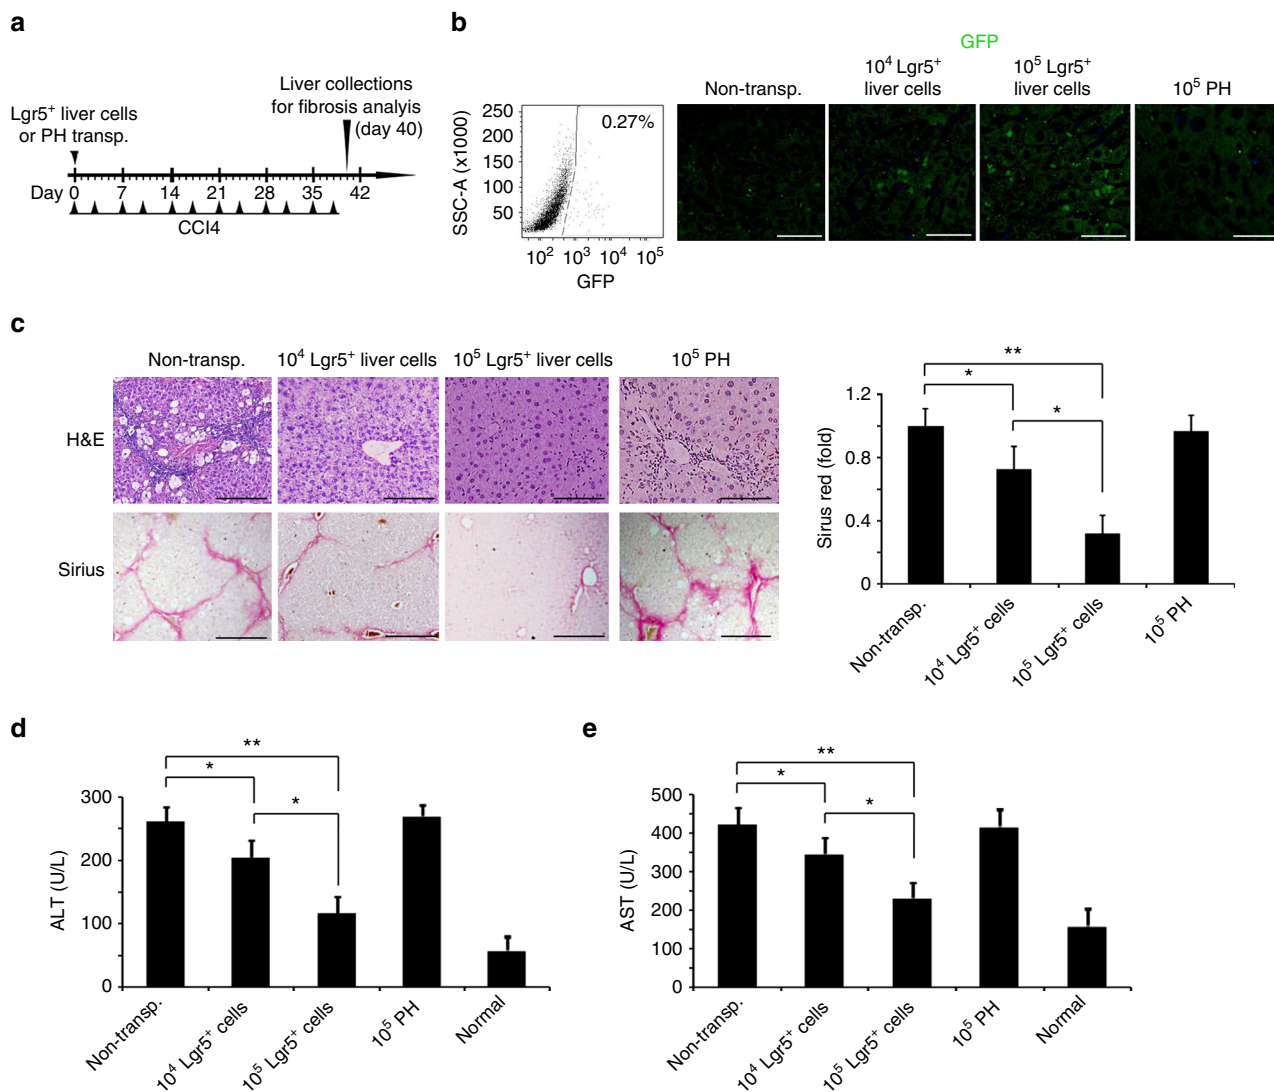 a
Liver collections
for fibrosis analyis
(day 40)
Lgr5⁺ liver cells
or PH transp.
Day 0 7 14 21 28 35 42
CCl4
b
GFP
Non-transp.
10⁴ Lgr5⁺
liver cells
10⁵ Lgr5⁺
liver cells
10⁵ PH
SSC-A (x1000)
250
200
150
100
50
0.27%
10² 10³ 10⁴ 10⁵
GFP
c
Non-transp.
10⁴ Lgr5⁺ liver cells
10⁵ Lgr5⁺ liver cells
10⁵ PH
H&E
Sirius
Sirus red (fold)
1.2
0.8
0.4
0
**
*
*
Non-transp.
10⁴ Lgr5⁺ cells
10⁵ Lgr5⁺ cells
10⁵ PH
d
ALT (U/L)
300
200
100
0
**
*
*
Non-transp.
10⁴ Lgr5⁺ cells
10⁵ Lgr5⁺ cells
10⁵ PH
Normal
e
AST (U/L)
500
400
300
200
100
0
**
*
*
Non-transp.
10⁴ Lgr5⁺ cells
10⁵ Lgr5⁺ cells
10⁵ PH
Normal